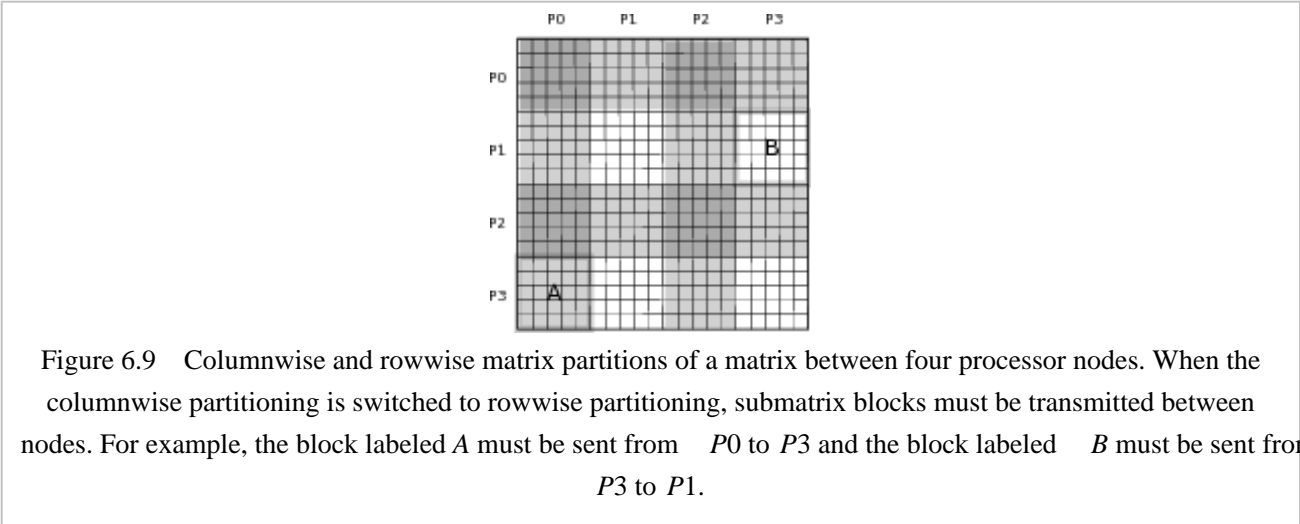 P0 P1 P2 P3
P0
P1
B
P2
P3
A
Figure 6.9 Columnwise and rowwise matrix partitions of a matrix between four processor nodes. When the
columnwise partitioning is switched to rowwise partitioning, submatrix blocks must be transmitted between
nodes. For example, the block labeled A must be sent from P0 to P3 and the block labeled B must be sent
P3 to P1.